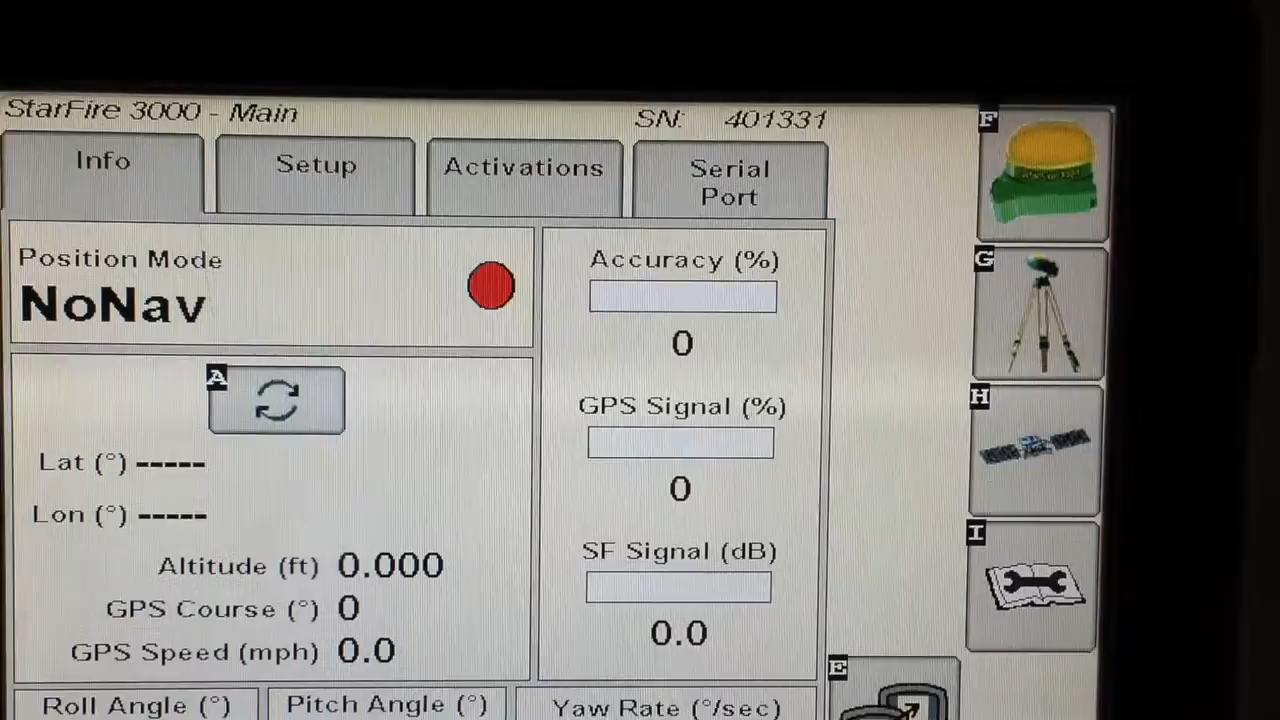 StarFire 3000 - Main
SN: 401331
F
Info
Setup
Activations
Serial
Port
Position Mode
NoNav
Accuracy (%)
0
G
A
GPS Signal (%)
0
H
Lat (°) -----
Lon (°) -----
SF Signal (dB)
0.0
I
Altitude (ft) 0.000
GPS Course (°) 0
GPS Speed (mph) 0.0
E
Roll Angle (°)
Pitch Angle (°)
Yaw Rate (°/sec)